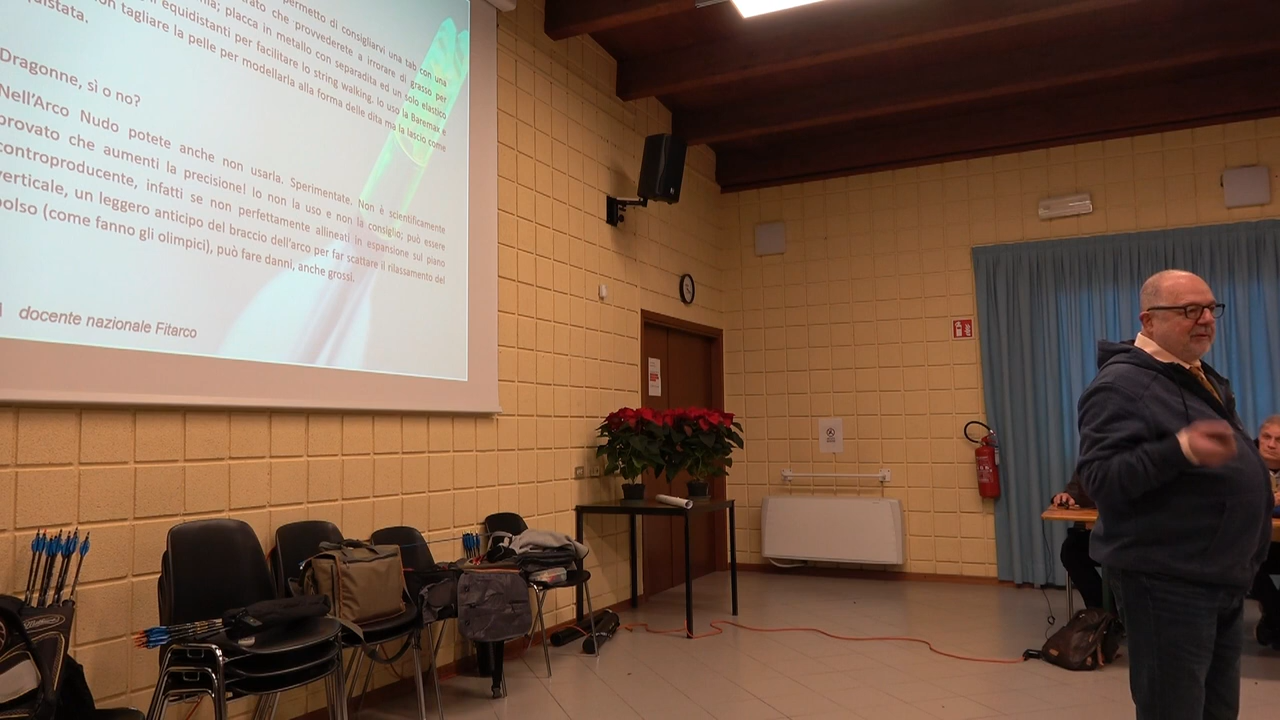 permetto di consigliarvi una tab con una
che provvederete a irrorare di grasso per
placca in metallo con separadita ed un solo elastico
equidistanti per facilitare lo string walking. Io uso la Baremax e
non tagliare la pelle per modellarla alla forma delle dita ma la lascio come
Dragonne, sì o no?
Nell'Arco Nudo potete anche non usarla. Sperimentate. Non è scientificamente
provato che aumenti la precisione! Io non la uso e non la consiglio; può essere
controproducente, infatti se non perfettamente allineati in espansione sul piano
verticale, un leggero anticipo del braccio dell'arco per far scattare il rilassamento del
polso (come fanno gli olimpici), può fare danni, anche grossi.
docente nazionale Fitarco